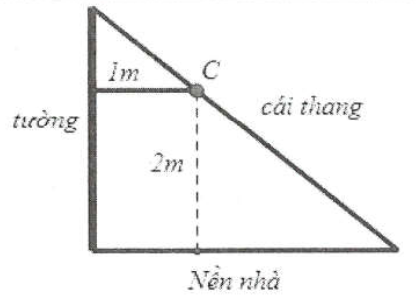 1m
C
cái thang
tường
2m
Nền nhà